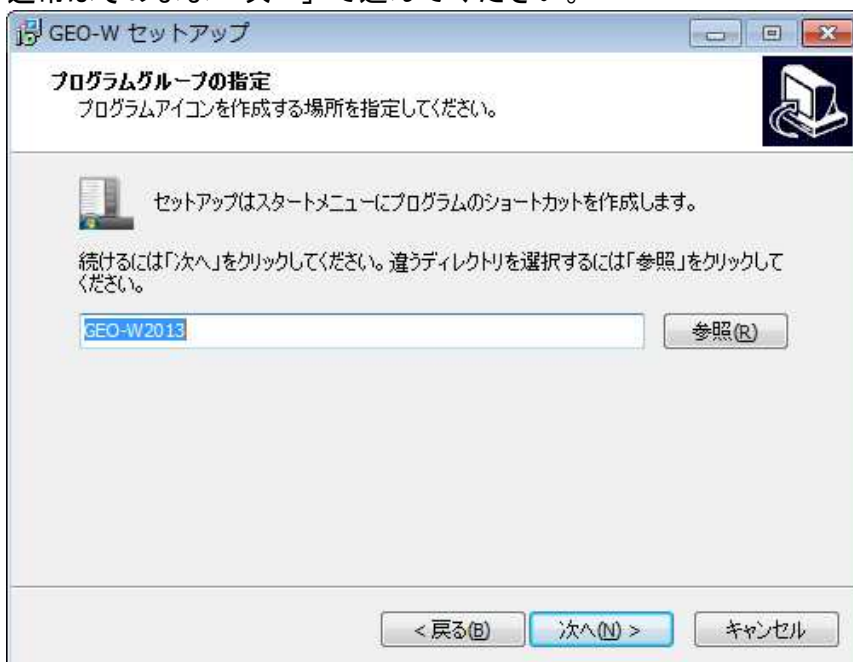 GEO-W セットアップ
プログラムグループの指定
プログラムアイコンを作成する場所を指定してください。
セットアップはスタートメニューにプログラムのショートカットを作成します。
続けるには「次へ」をクリックしてください。違うディレクトリを選択するには「参照」をクリックして
ください。
GEO-W2013
参照(R)
< 戻る(B)
次へ(N) >
キャンセル